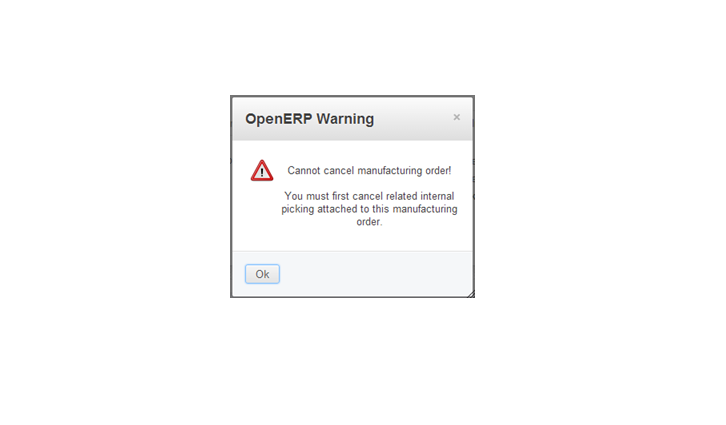 OpenERP Warning
×
Cannot cancel manufacturing order!
You must first cancel related internal
picking attached to this manufacturing
order.
Ok